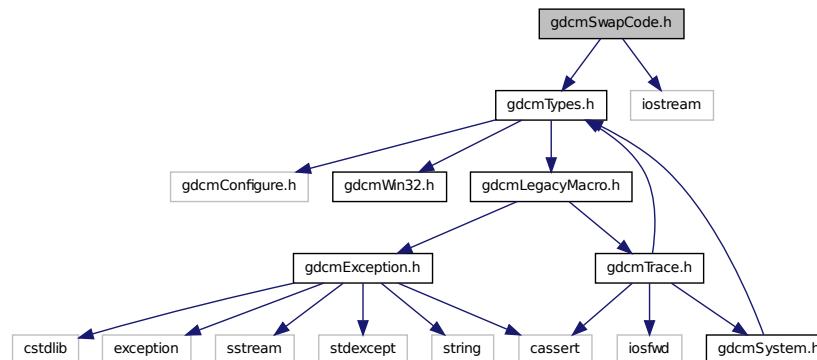 gdcmSwapCode.h
gdcmTypes.h
iostream
gdcmConfigure.h
gdcmWin32.h
gdcmLegacyMacro.h
gdcmException.h
gdcmTrace.h
cstdlib
exception
sstream
stdexcept
string
cassert
iosfwd
gdcmSystem.h